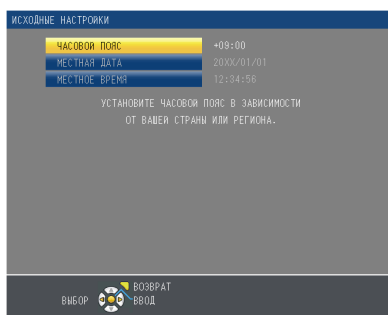 ИСХОДНЫЕ НАСТРОЙКИ
ЧАСОВОЙ ПОЯС +09:00
МЕСТНАЯ ДАТА 20XX/01/01
МЕСТНОЕ ВРЕМЯ 12:34:56
УСТАНОВИТЕ ЧАСОВОЙ ПОЯС В ЗАВИСИМОСТИ
ОТ ВАШЕЙ СТРАНЫ ИЛИ РЕГИОНА.
ВОЗВРАТ
ВЫБОР ВВОД